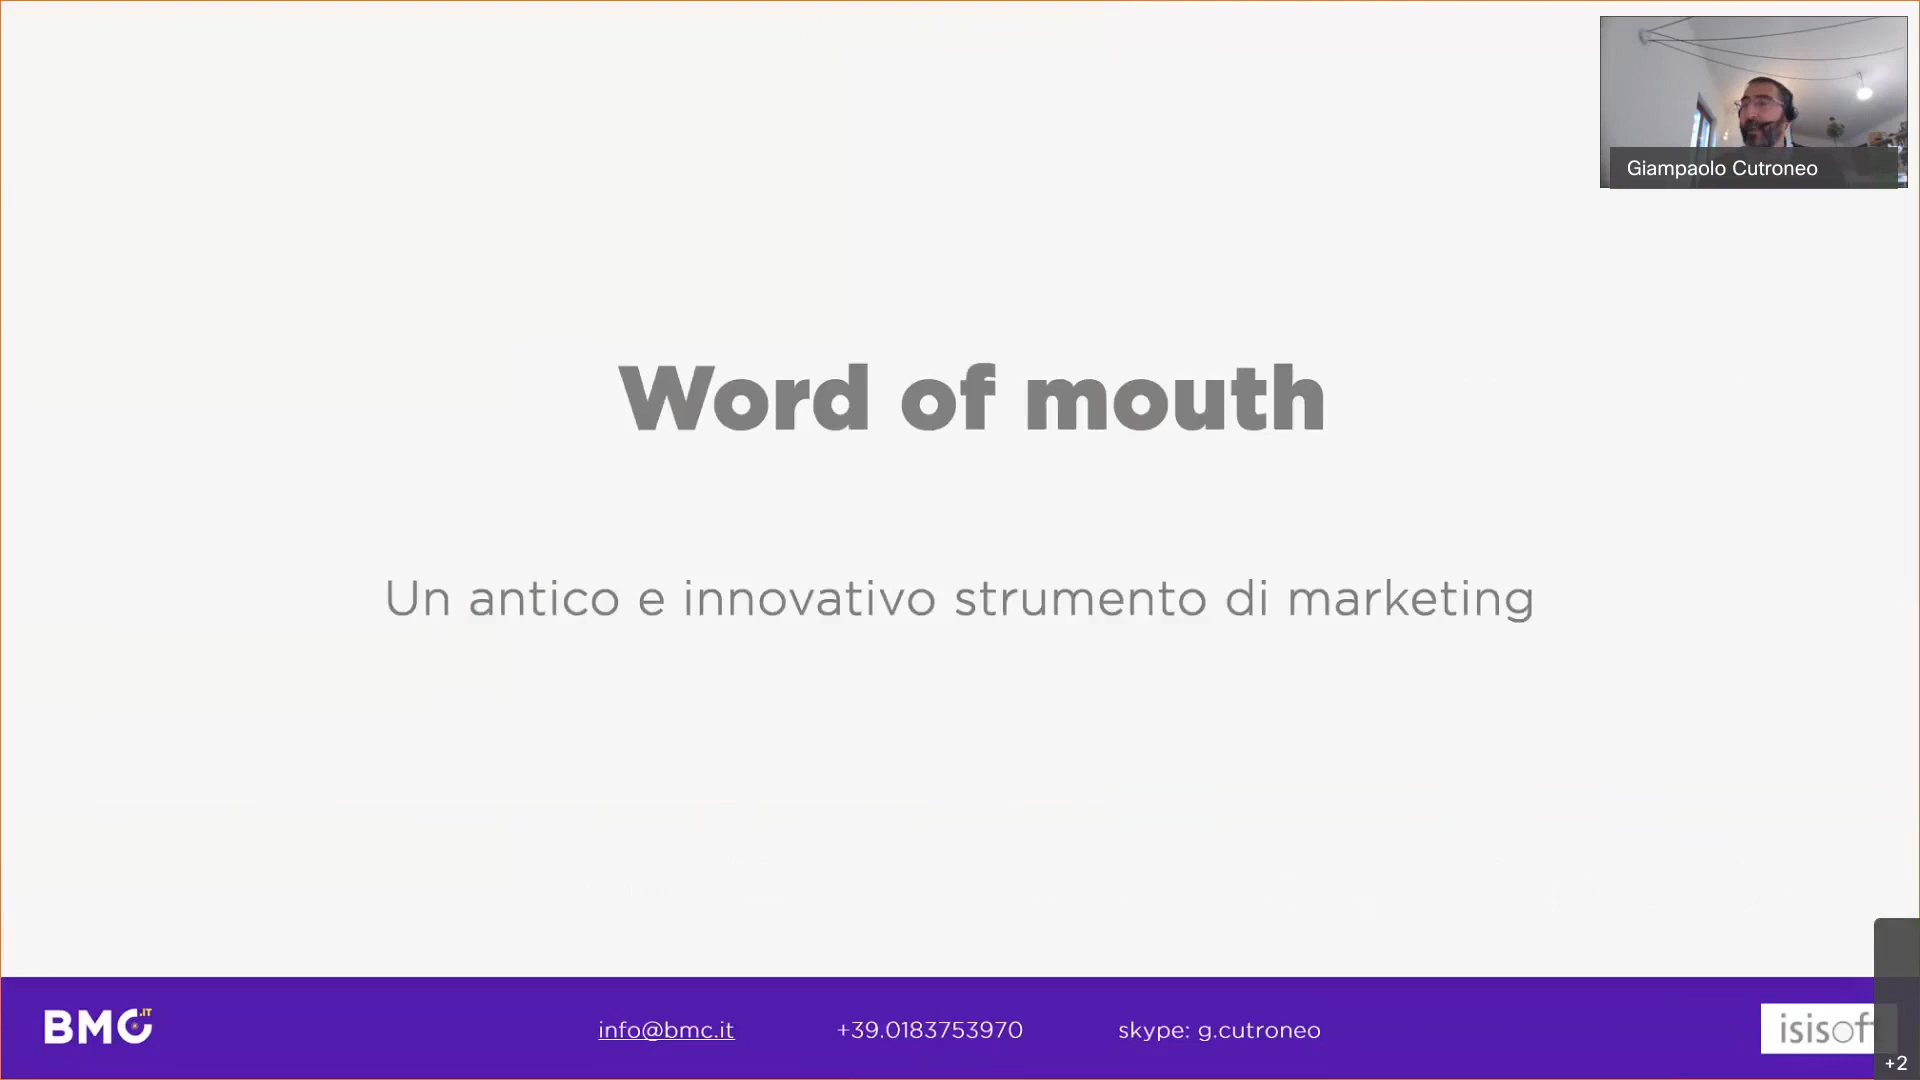 Giampaolo Cutroneo
Word of mouth
Un antico e innovativo strumento di marketing
BMC.IT
info@bmc.it
+39.0183753970
skype: g.cutroneo
isisoft
+2